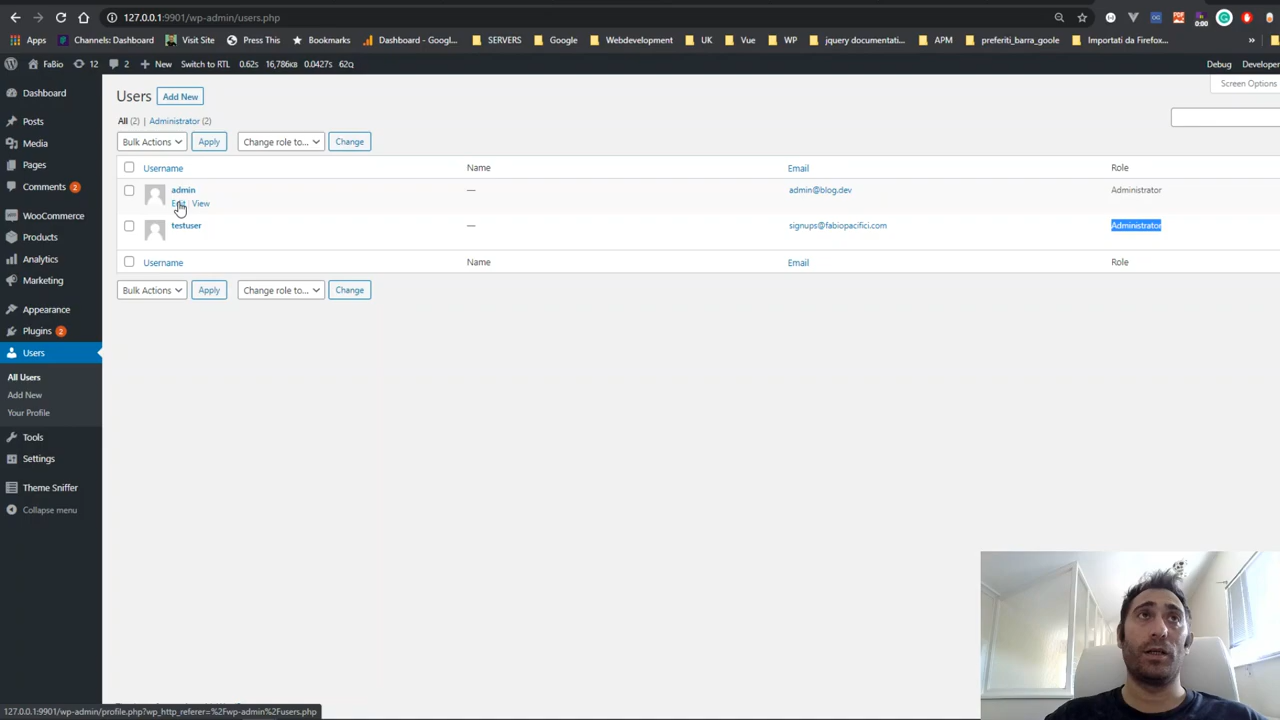 127.0.0.1:9901/wp-admin/users.php
0:00
Apps Channels: Dashboard Visit Site Press This Bookmarks Dashboard - Googl... SERVERS Google Webdevelopment UK Vue WP jquery documentati... APM preferiti_barra_goole Importati da Firefox... »
FaBio 12 2 New Switch to RTL 0.62s 16,786KB 0.0427s 62Q Debug Developer
Dashboard
Posts
Media
Pages
Comments 2
WooCommerce
Products
Analytics
Marketing
Appearance
Plugins 2
Users
All Users
Add New
Your Profile
Tools
Settings
Theme Sniffer
Collapse menu
Screen Options
Users Add New
All (2) | Administrator (2)
Bulk Actions Apply Change role to... Change
Username Name Email Role
admin — admin@blog.dev Administrator
Edit | View
testuser — signups@fabiopacifici.com Administrator
Username Name Email Role
Bulk Actions Apply Change role to... Change
127.0.0.1:9901/wp-admin/profile.php?wp_http_referer=%2Fwp-admin%2Fusers.php